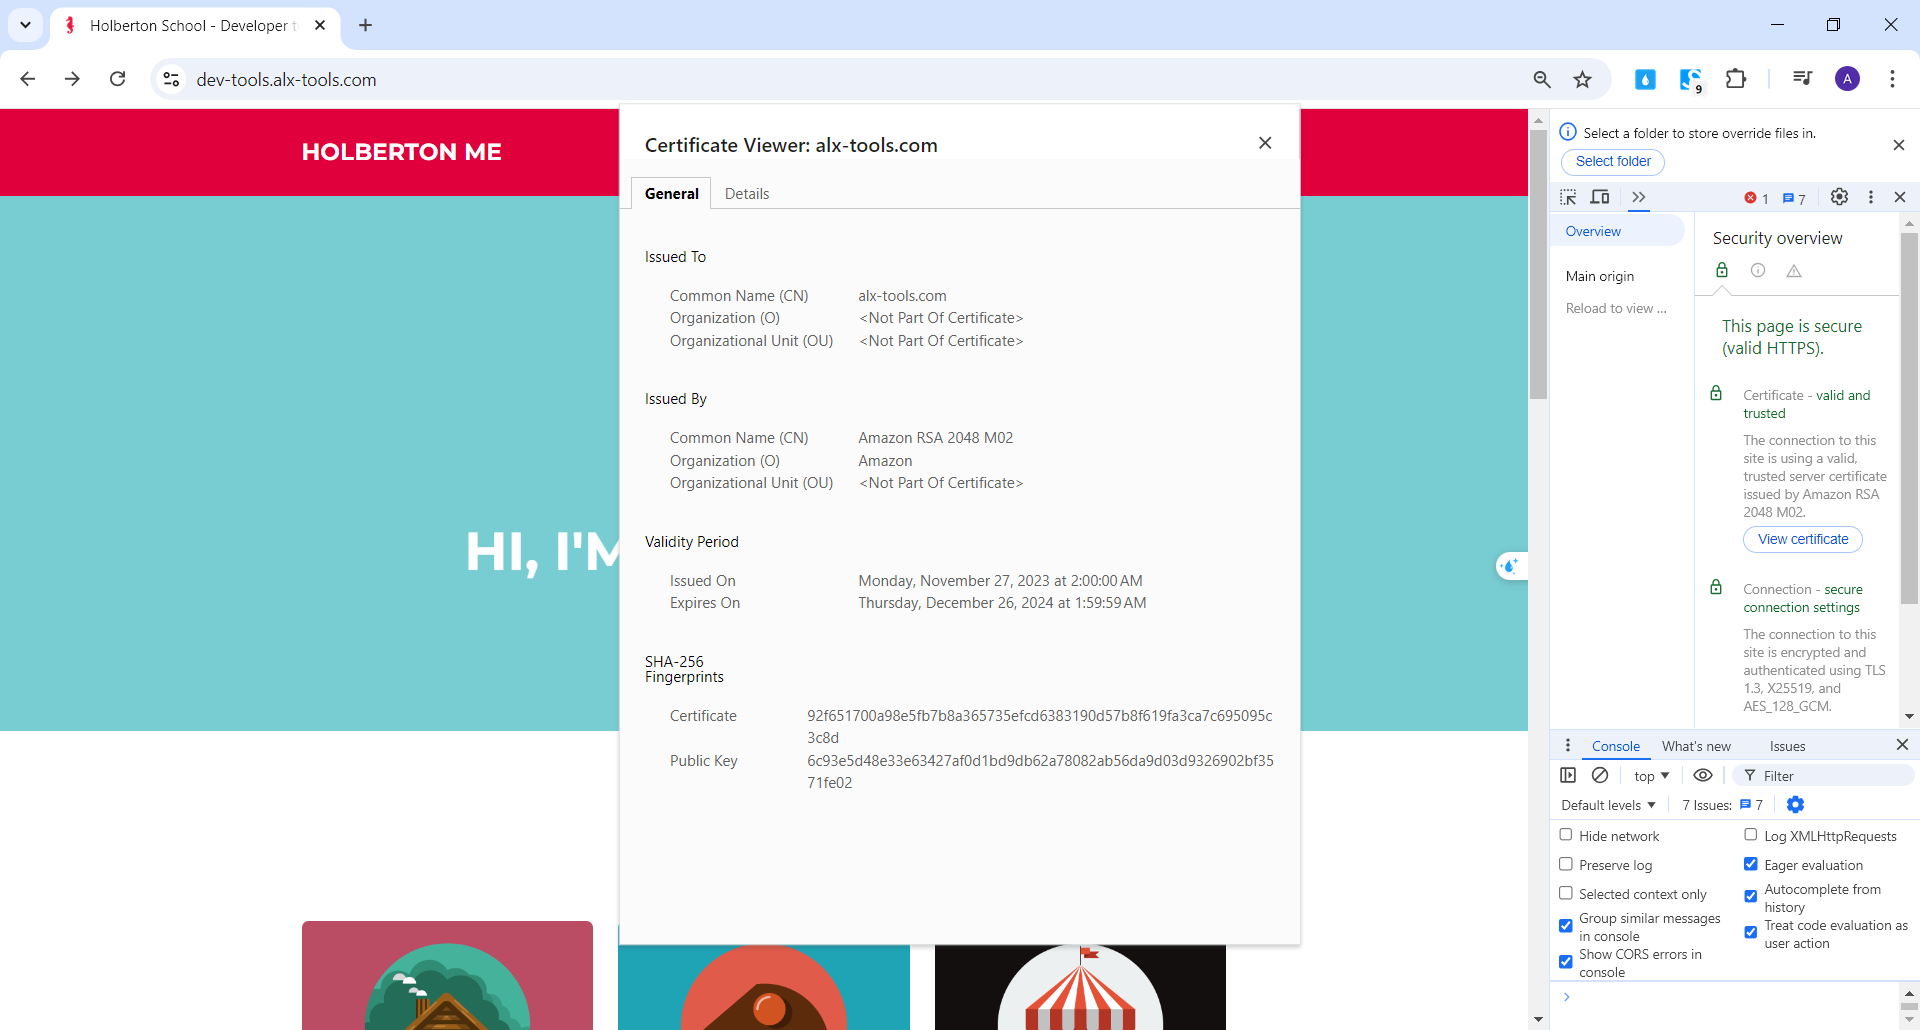 Holberton School - Developer t
dev-tools.alx-tools.com
9
A
HOLBERTON ME
HI, I'M
Certificate Viewer: alx-tools.com
General
Details
Issued To
Common Name (CN) alx-tools.com
Organization (O) <Not Part Of Certificate>
Organizational Unit (OU) <Not Part Of Certificate>
Issued By
Common Name (CN) Amazon RSA 2048 M02
Organization (O) Amazon
Organizational Unit (OU) <Not Part Of Certificate>
Validity Period
Issued On Monday, November 27, 2023 at 2:00:00 AM
Expires On Thursday, December 26, 2024 at 1:59:59 AM
SHA-256
Fingerprints
Certificate 92f651700a98e5fb7b8a365735efcd6383190d57b8f619fa3ca7c695095c
3c8d
Public Key 6c93e5d48e33e63427af0d1bd9db62a78082ab56da9d03d9326902bf35
71fe02
Select a folder to store override files in.
Select folder
1 7
Overview
Main origin
Reload to view ...
Security overview
This page is secure
(valid HTTPS).
Certificate - valid and
trusted
The connection to this
site is using a valid,
trusted server certificate
issued by Amazon RSA
2048 M02.
View certificate
Connection - secure
connection settings
The connection to this
site is encrypted and
authenticated using TLS
1.3, X25519, and
AES_128_GCM.
Console What's new Issues
top Filter
Default levels 7 Issues: 7
Hide network
Log XMLHttpRequests
Preserve log
Eager evaluation
Selected context only
Autocomplete from
history
Group similar messages
in console
Treat code evaluation as
user action
Show CORS errors in
console